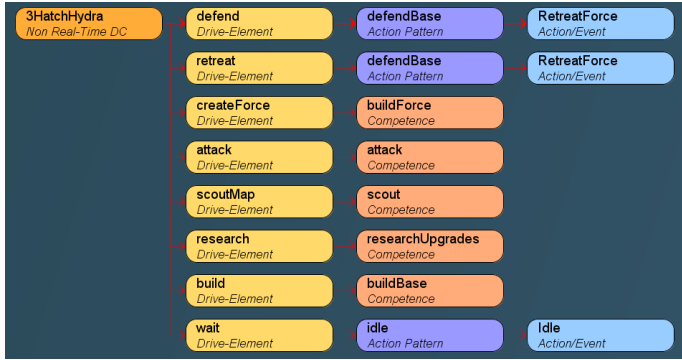 3HatchHydra
Non Real-Time DC
defend
Drive-Element
defendBase
Action Pattern
RetreatForce
Action/Event
retreat
Drive-Element
defendBase
Action Pattern
RetreatForce
Action/Event
createForce
Drive-Element
buildForce
Competence
attack
Drive-Element
attack
Competence
scoutMap
Drive-Element
scout
Competence
research
Drive-Element
researchUpgrades
Competence
build
Drive-Element
buildBase
Competence
wait
Drive-Element
idle
Action Pattern
Idle
Action/Event